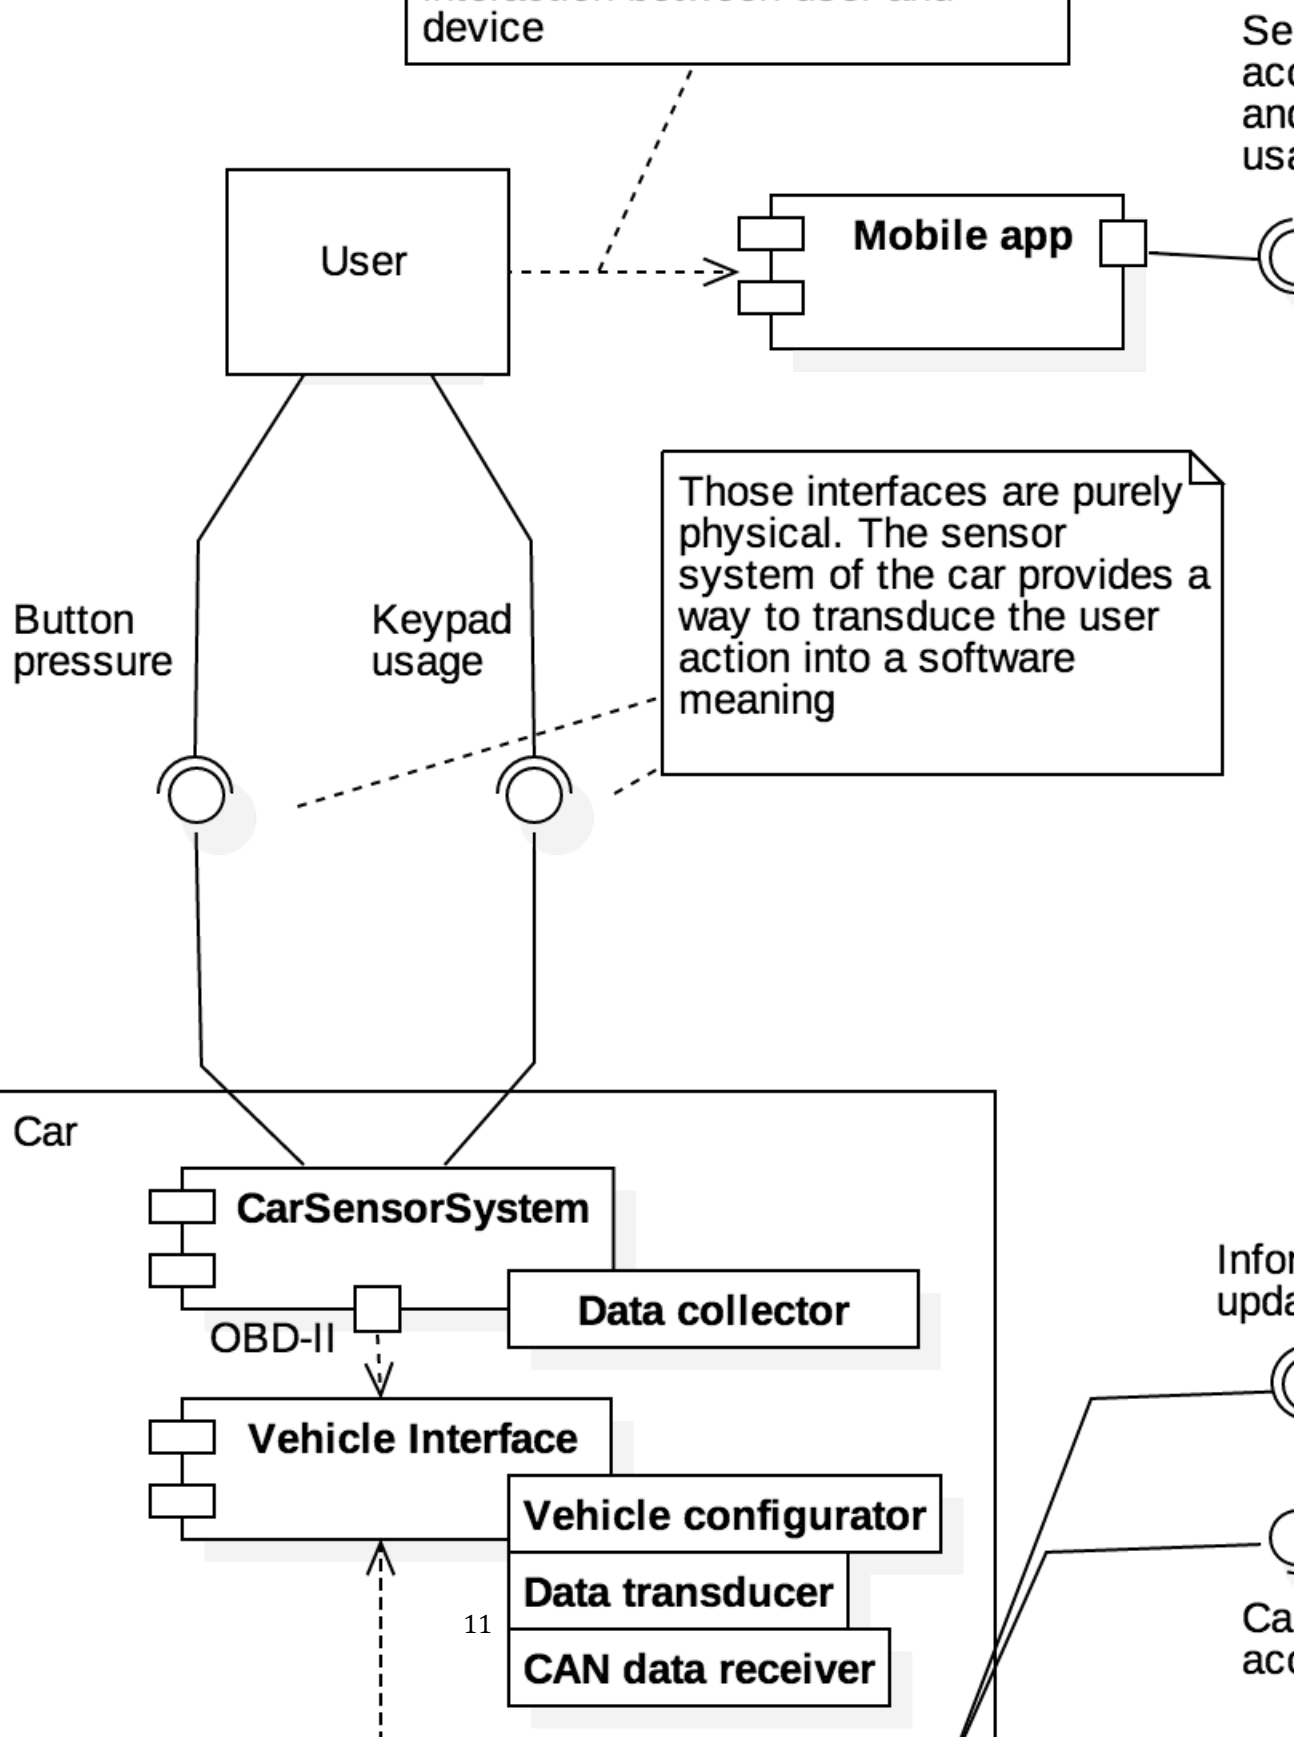 device
User
Mobile app
Those interfaces are purely
physical. The sensor
system of the car provides a
way to transduce the user
action into a software
meaning
Button
pressure
Keypad
usage
Car
CarSensorSystem
Data collector
OBD-II
Vehicle Interface
Vehicle configurator
Data transducer
11
CAN data receiver